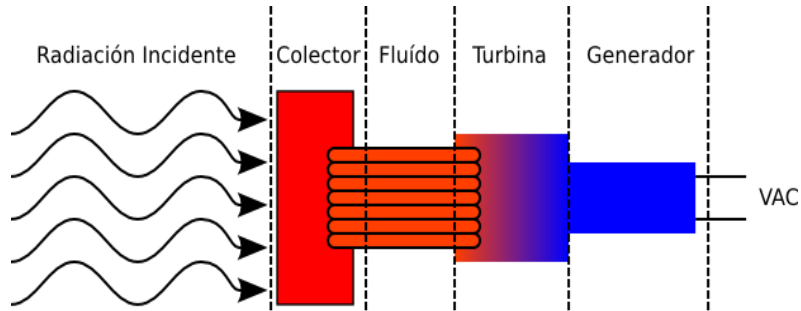 Radiación Incidente
Colector
Fluído
Turbina
Generador
VAC